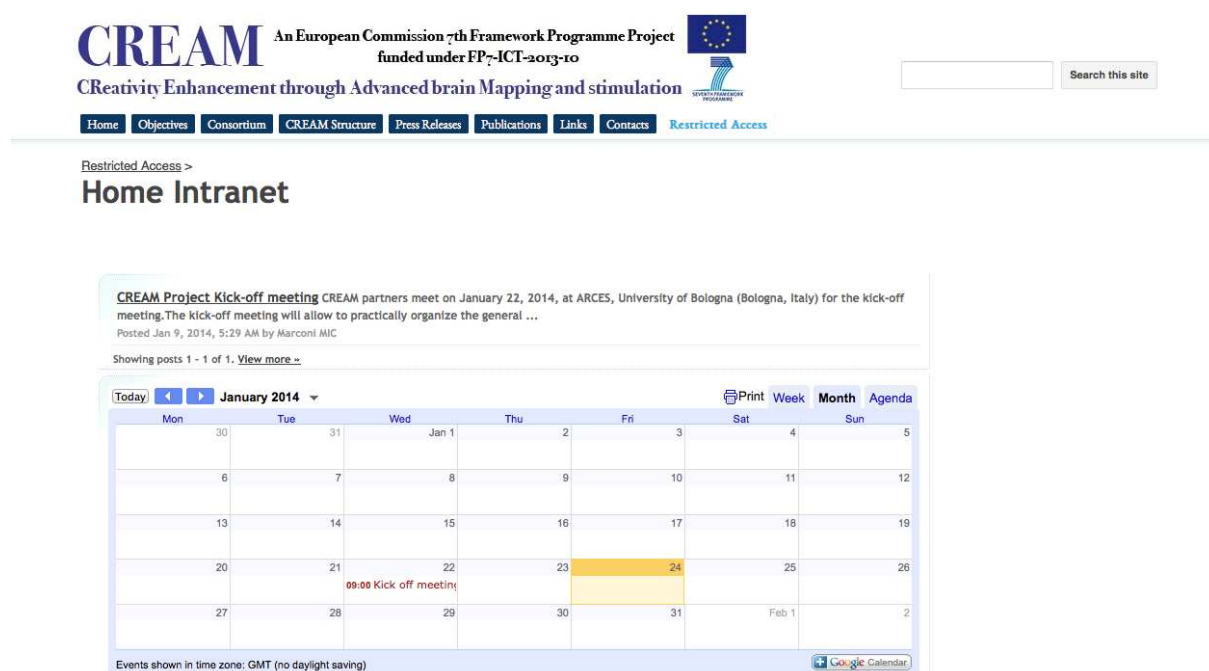 CREAM
An European Commission 7th Framework Programme Project
funded under FP7-ICT-2013-10
CReativity Enhancement through Advanced brain Mapping and stimulation
SEVENTH FRAMEWORK
PROGRAMME
Search this site
Home Objectives Consortium CREAM Structure Press Releases Publications Links Contacts Restricted Access
Restricted Access >
Home Intranet
CREAM Project Kick-off meeting CREAM partners meet on January 22, 2014, at ARCES, University of Bologna (Bologna, Italy) for the kick-off
meeting.The kick-off meeting will allow to practically organize the general ...
Posted Jan 9, 2014, 5:29 AM by Marconi MIC
Showing posts 1 - 1 of 1. View more »
Today January 2014 Print Week Month Agenda
Mon Tue Wed Thu Fri Sat Sun
30 31 Jan 1 2 3 4 5
6 7 8 9 10 11 12
13 14 15 16 17 18 19
20 21 22 23 24 25 26
09:00 Kick off meeting
27 28 29 30 31 Feb 1 2
Events shown in time zone: GMT (no daylight saving) Google Calendar